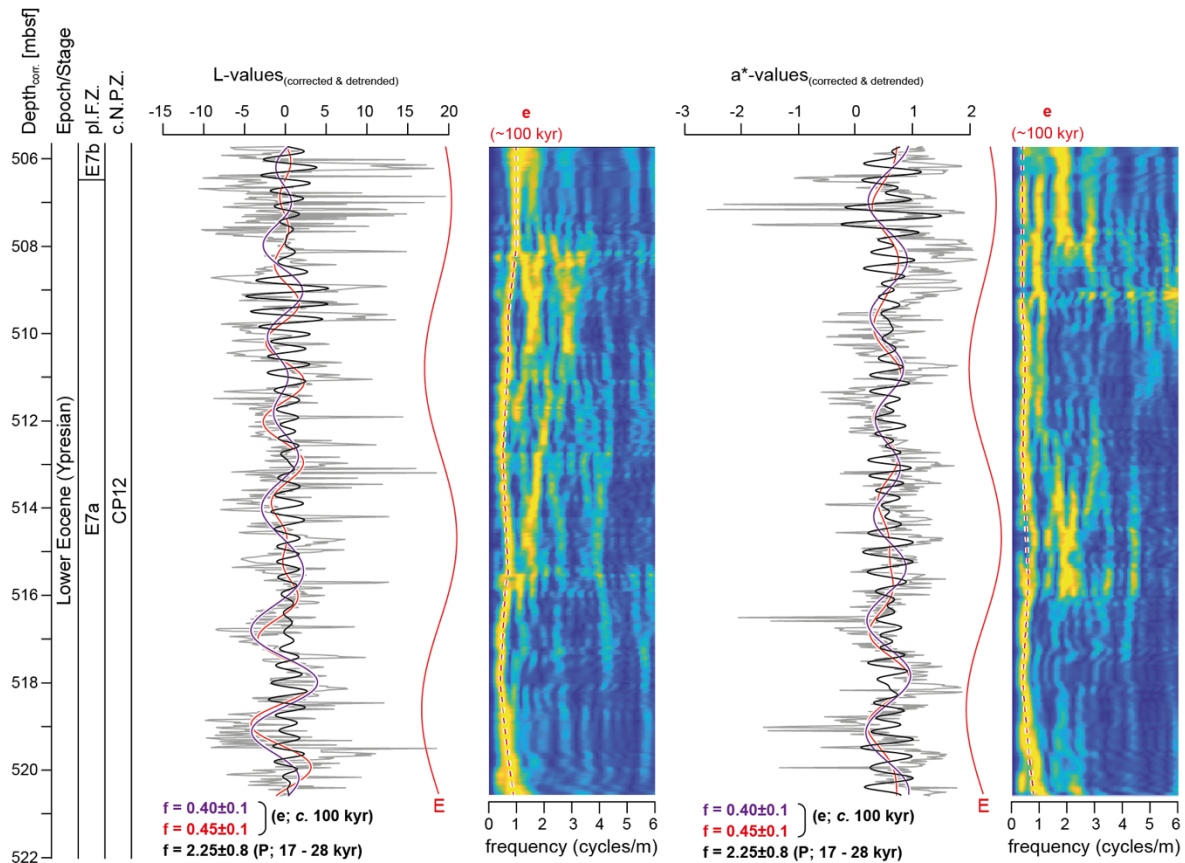 Depth corr. [mbsf]
Epoch/Stage
pl.F.Z.
c.N.P.Z.
L-values (corrected & detrended)
a*-values (corrected & detrended)
-15 -10 -5 0 5 10 15 20
-3 -2 -1 0 1 2
e
(~100 kyr)
e
(~100 kyr)
506
508
510
512
514
516
518
520
522
Lower Eocene (Ypresian)
E7b
E7a
CP12
E
E
f = 0.40±0.1
f = 0.45±0.1
(e; c. 100 kyr)
f = 2.25±0.8 (P; 17 - 28 kyr)
0 1 2 3 4 5 6
frequency (cycles/m)
f = 0.40±0.1
f = 0.45±0.1
(e; c. 100 kyr)
f = 2.25±0.8 (P; 17 - 28 kyr)
0 1 2 3 4 5 6
frequency (cycles/m)